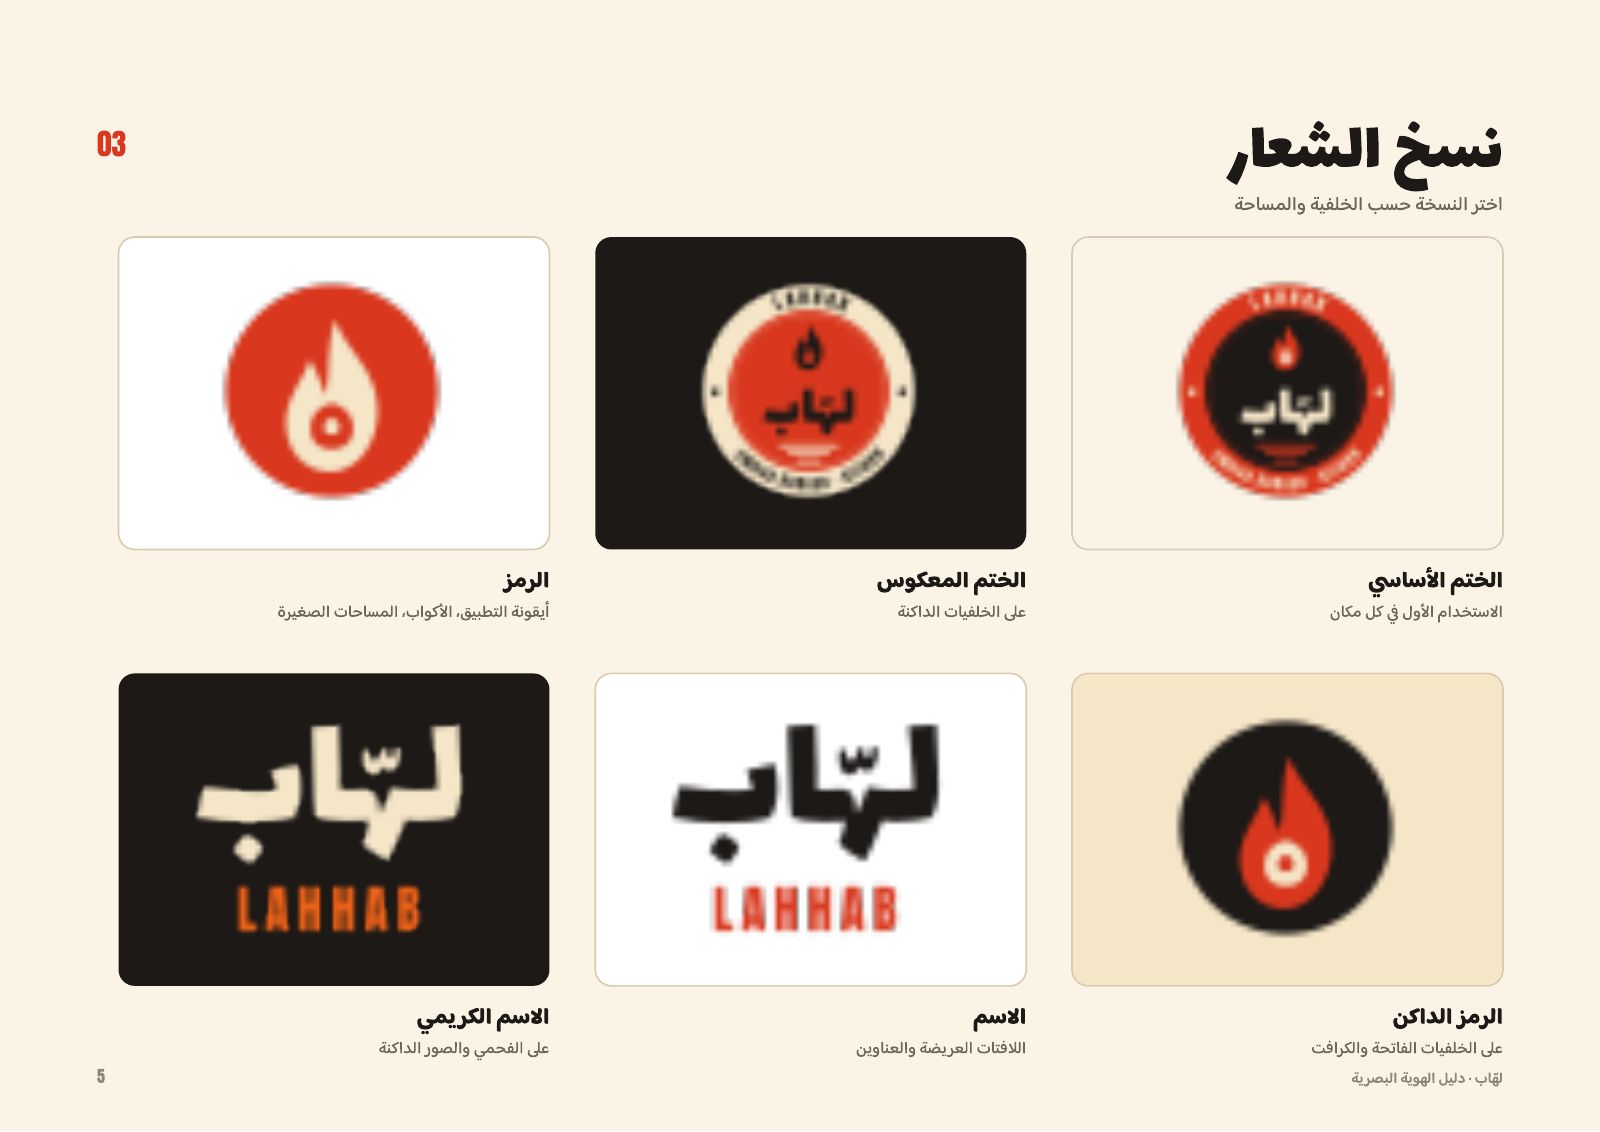 نسخ الشعار
03
اختر النسخة حسب الخلفية والمساحة
LAHHAB
لهّاب
الختم الأساسي
الاستخدام الأول في كل مكان
LAHHAB
لهّاب
الختم المعكوس
على الخلفيات الداكنة
الرمز
أيقونة التطبيق، الأكواب، المساحات الصغيرة
الرمز الداكن
على الخلفيات الفاتحة والكرافت
لهّاب
LAHHAB
الاسم
اللافتات العريضة والعناوين
لهّاب
LAHHAB
الاسم الكريمي
على الفحمي والصور الداكنة
لهّاب · دليل الهوية البصرية
5